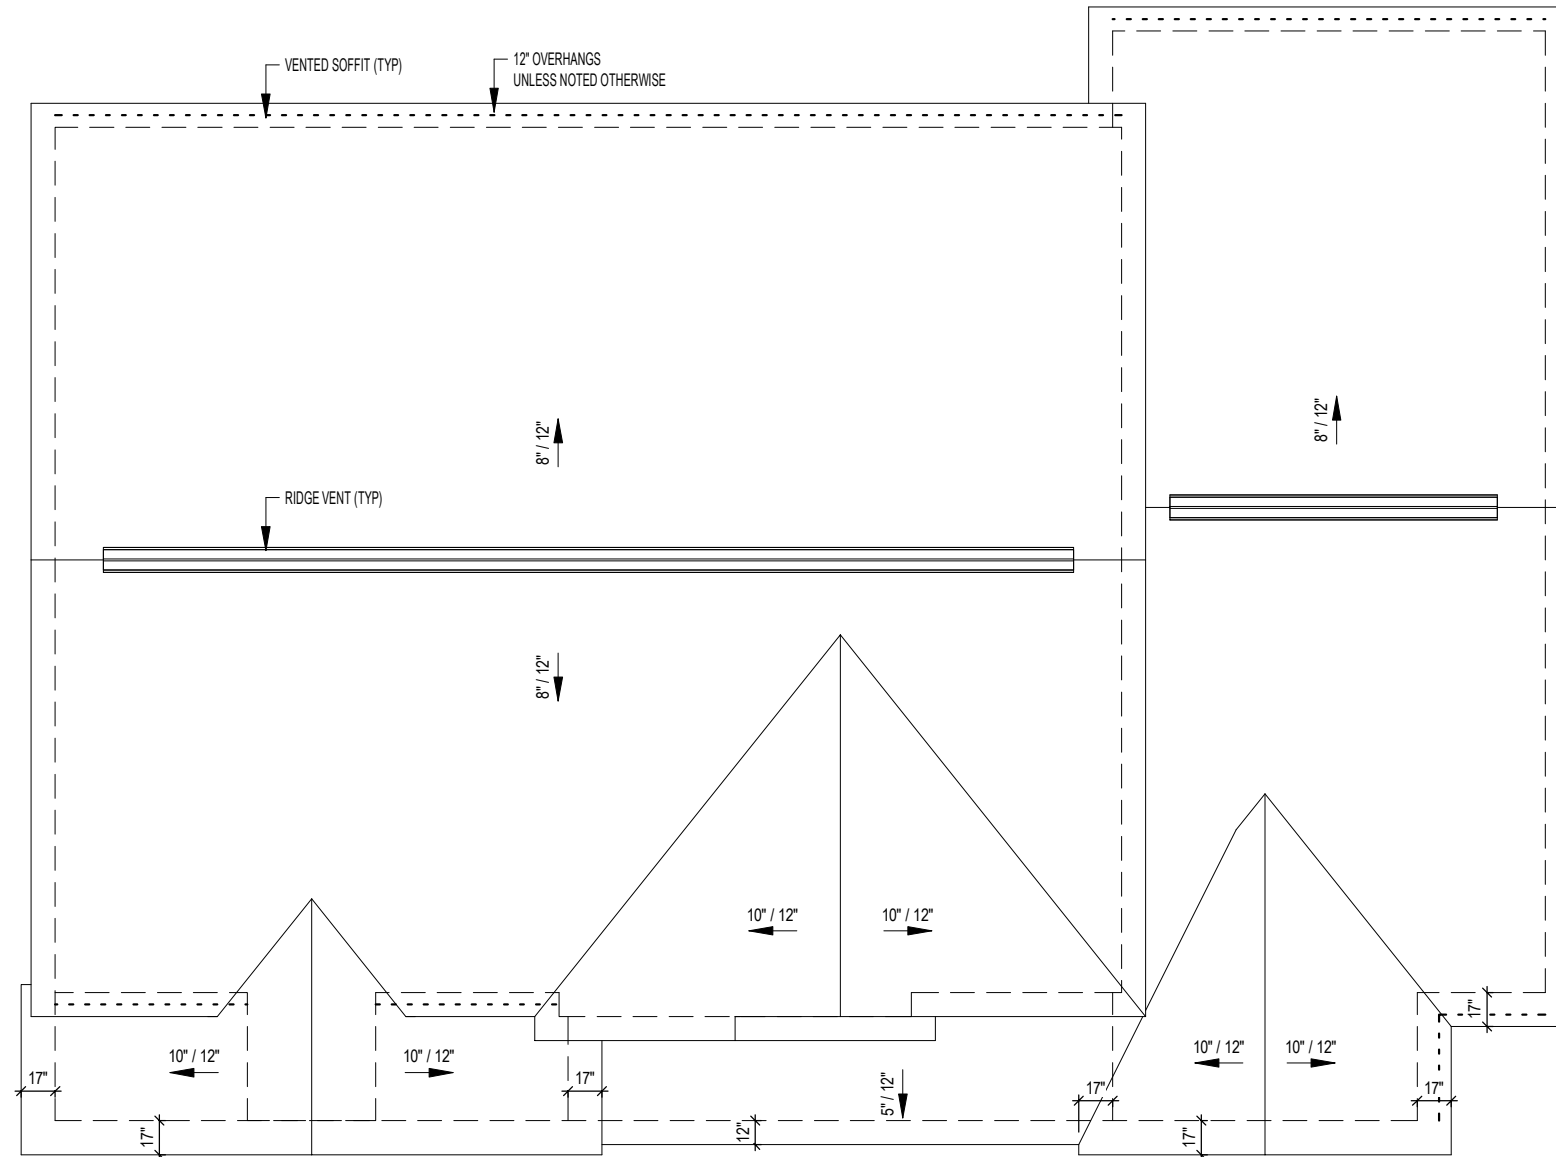 VENTED SOFFIT (TYP)
12" OVERHANGS
UNLESS NOTED OTHERWISE
8" / 12"
8" / 12"
RIDGE VENT (TYP)
8" / 12"
10" / 12"
10" / 12"
17"
10" / 12"
10" / 12"
10" / 12"
10" / 12"
17"
17"
5" / 12"
17"
17"
17"
12"
17"